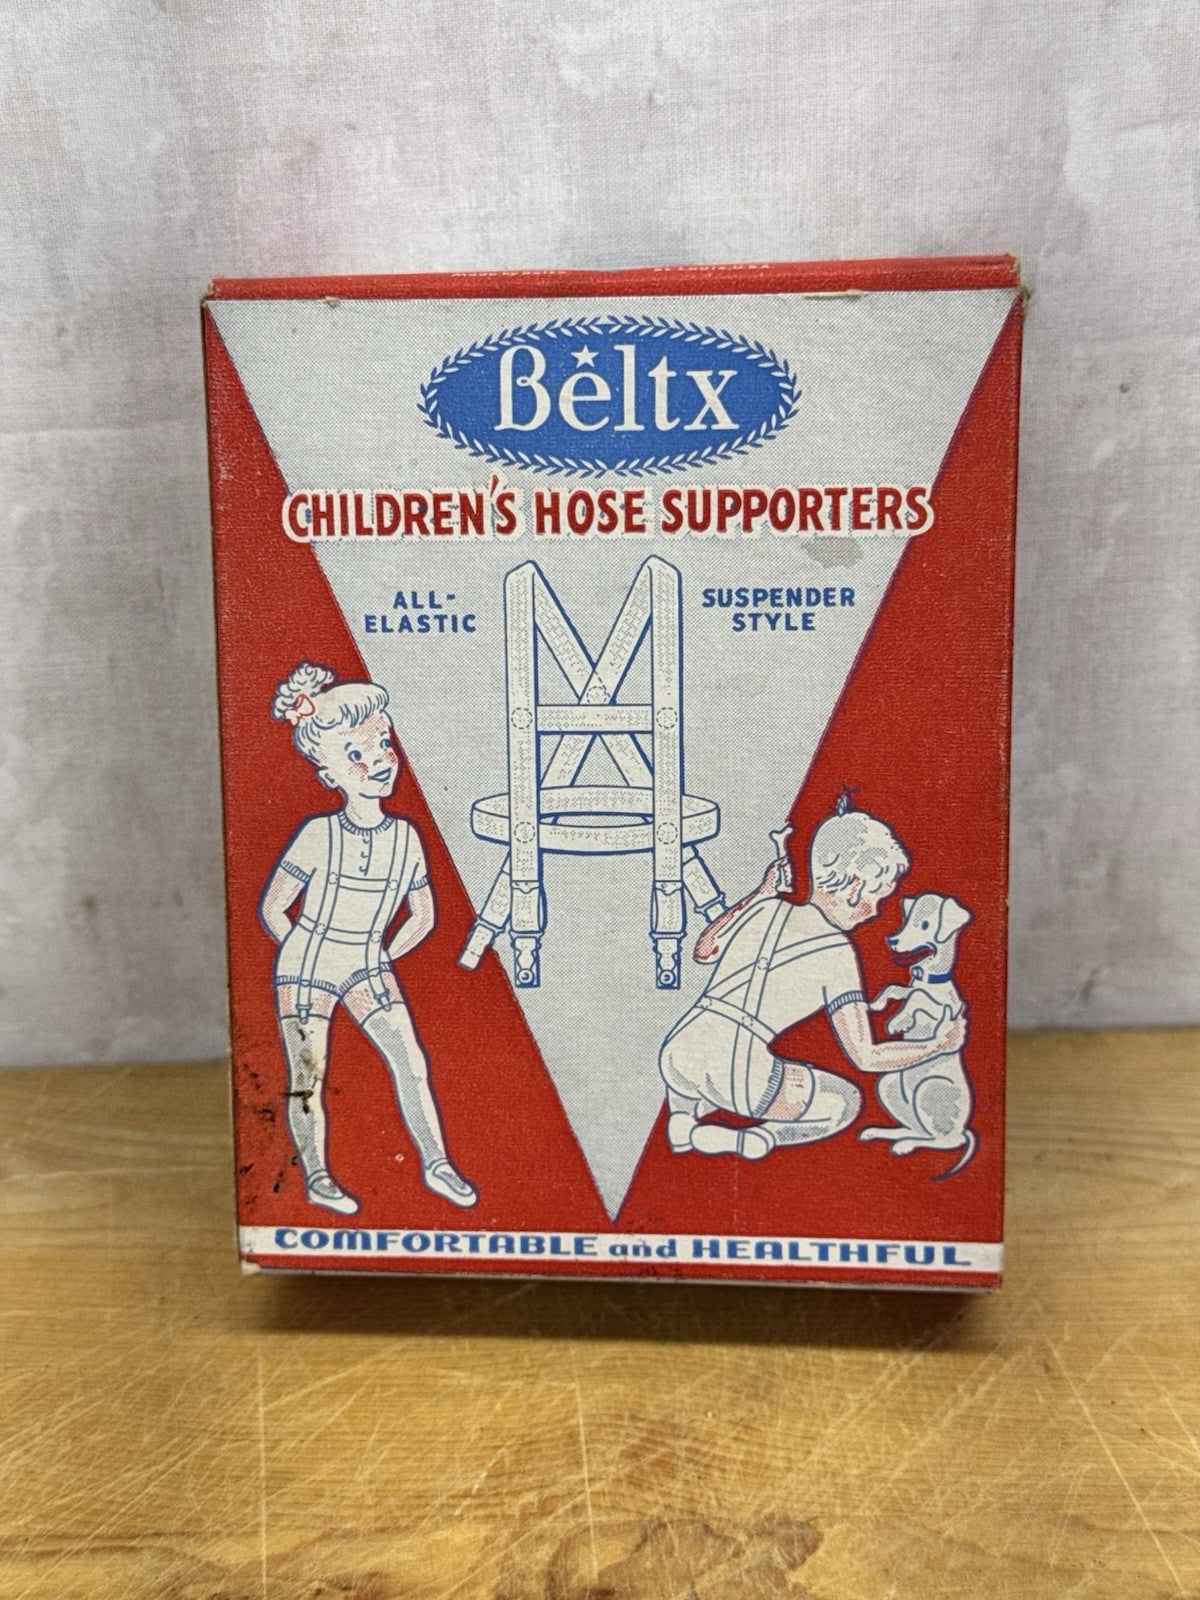 Beltx
CHILDREN'S HOSE SUPPORTERS
ALL-
ELASTIC
SUSPENDER
STYLE
COMFORTABLE and HEALTHFUL